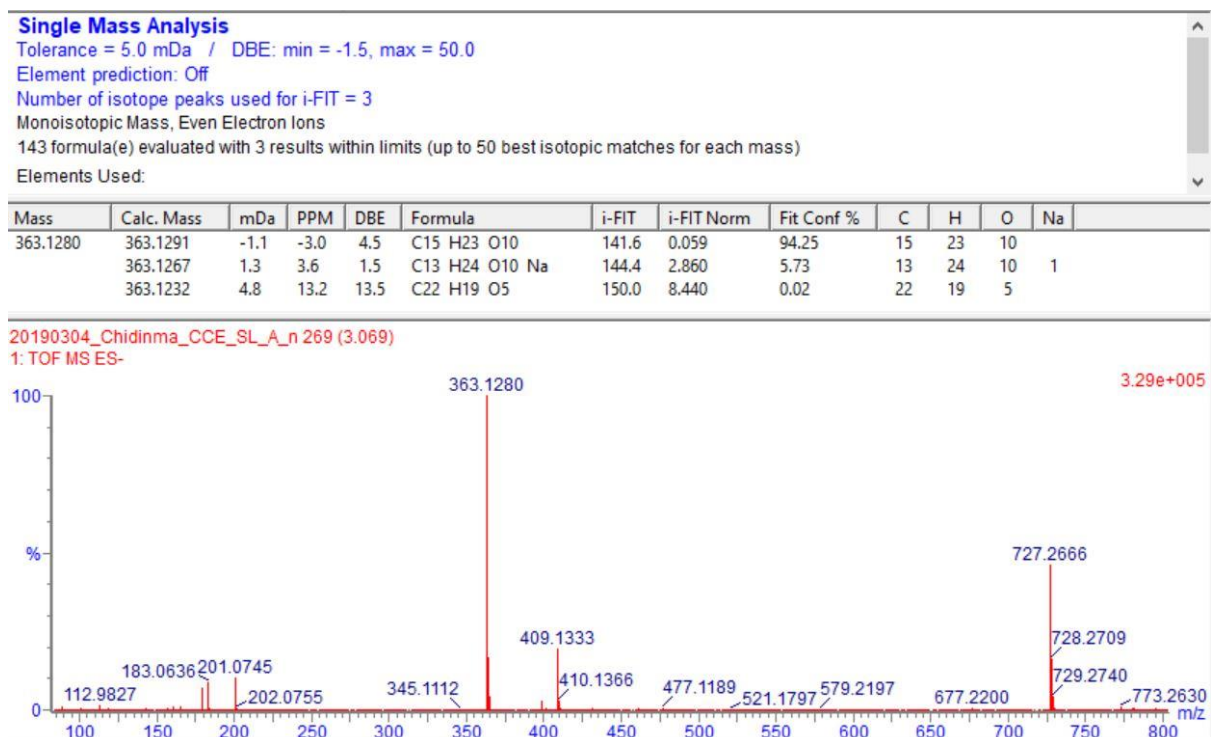 Single Mass Analysis
Tolerance = 5.0 mDa / DBE: min = -1.5, max = 50.0
Element prediction: Off
Number of isotope peaks used for i-FIT = 3
Monoisotopic Mass, Even Electron Ions
143 formula(e) evaluated with 3 results within limits (up to 50 best isotopic matches for each mass)
Elements Used:
Mass Calc. Mass mDa PPM DBE Formula i-FIT i-FIT Norm Fit Conf % C H O Na
363.1280 363.1291 -1.1 -3.0 4.5 C15 H23 O10 141.6 0.059 94.25 15 23 10
363.1267 1.3 3.6 1.5 C13 H24 O10 Na 144.4 2.860 5.73 13 24 10 1
363.1232 4.8 13.2 13.5 C22 H19 O5 150.0 8.440 0.02 22 19 5
20190304_Chidinma_CCE_SL_A_n 269 (3.069)
1: TOF MS ES-
3.29e+005
363.1280
100
%
727.2666
409.1333
728.2709
183.0636 201.0745
729.2740
112.9827
202.0755
345.1112
410.1366
477.1189
521.1797
579.2197
677.2200
773.2630
0
m/z
100 150 200 250 300 350 400 450 500 550 600 650 700 750 800